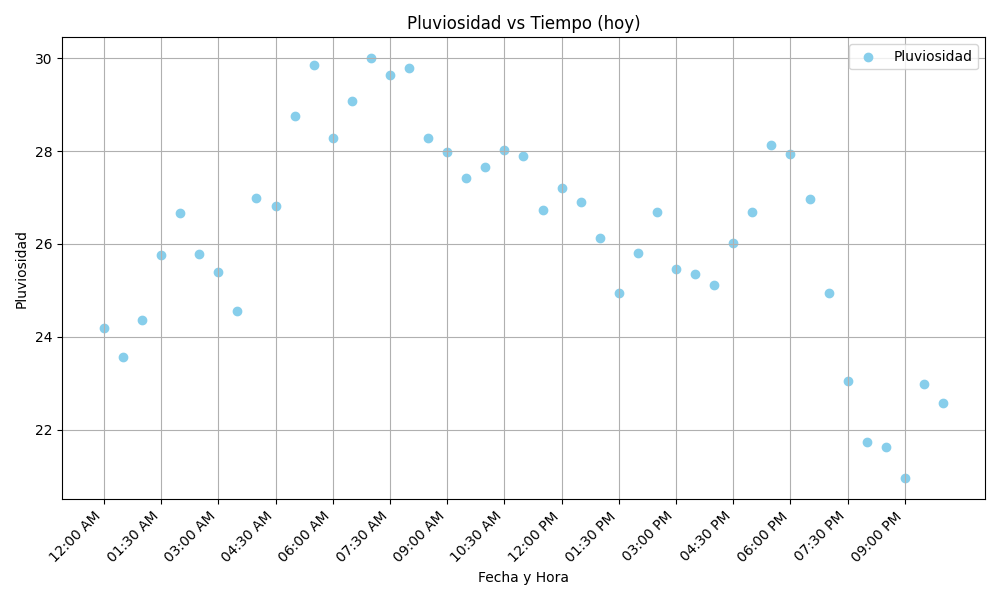 Pluviosidad vs Tiempo (hoy)
Pluviosidad
30
28
26
24
22
Pluviosidad
12:00 AM
01:30 AM
03:00 AM
04:30 AM
06:00 AM
07:30 AM
09:00 AM
10:30 AM
12:00 PM
01:30 PM
03:00 PM
04:30 PM
06:00 PM
07:30 PM
09:00 PM
Fecha y Hora